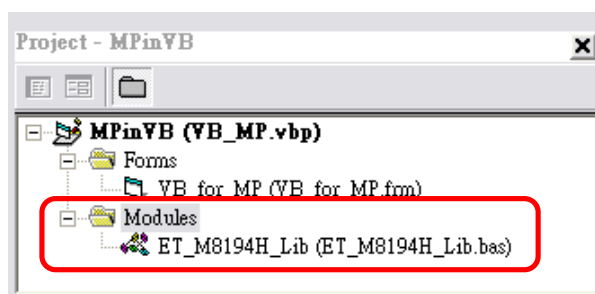 Project - MPinVB
MPinVB (VB_MP.vbp)
Forms
VB_for_MP (VB_for_MP.frm)
Modules
ET_M8194H_Lib (ET_M8194H_Lib.bas)